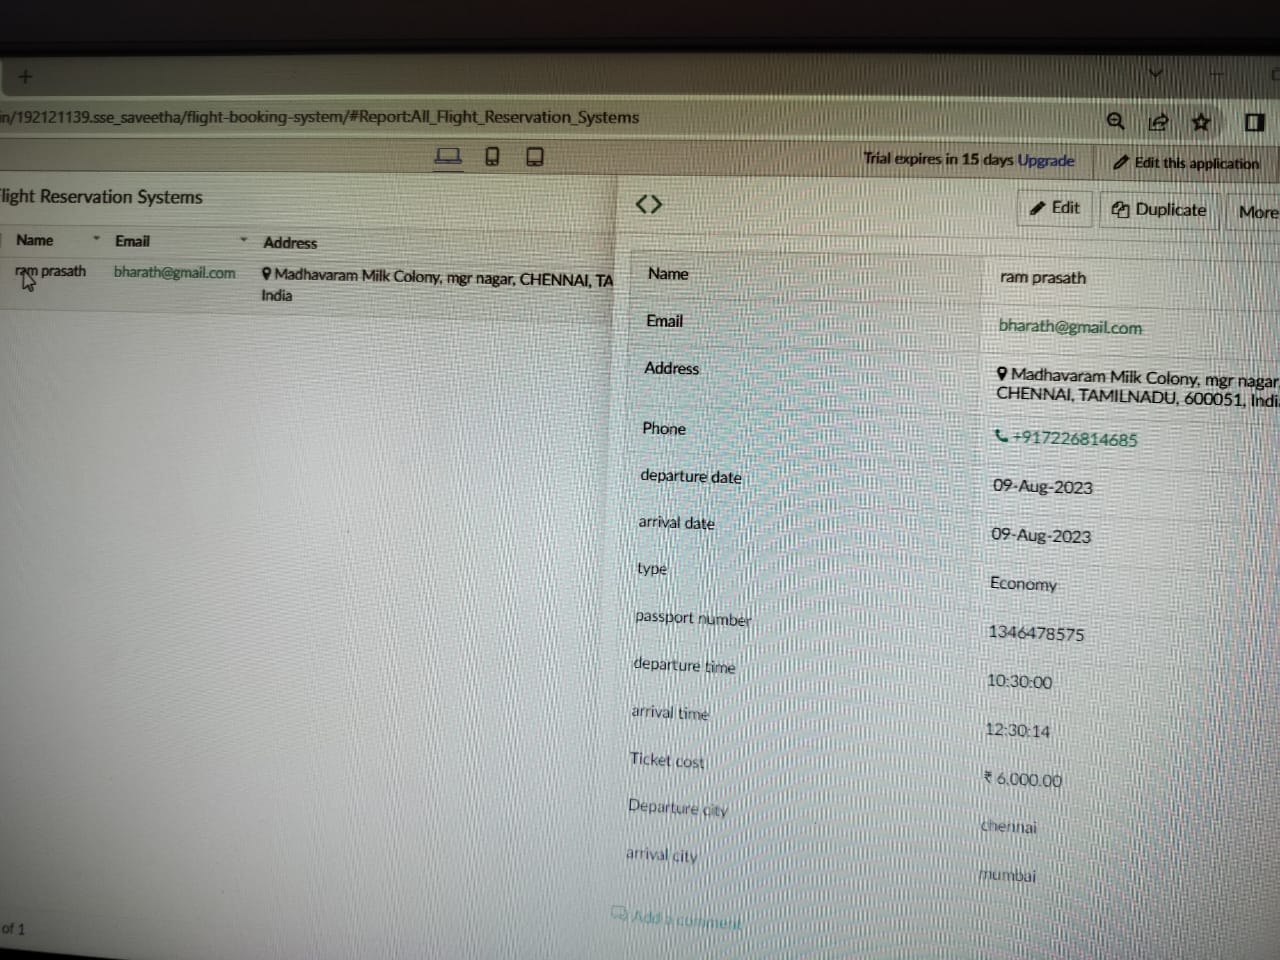 in/192121139.sse_saveetha/flight-booking-system/#Report:All_Flight_Reservation_Systems
Trial expires in 15 days Upgrade
Edit this application
light Reservation Systems
Edit
Duplicate
More
Name Email Address
ram prasath bharath@gmail.com Madhavaram Milk Colony, mgr nagar, CHENNAI, TA
India
Name ram prasath
Email bharath@gmail.com
Address Madhavaram Milk Colony, mgr nagar,
CHENNAI, TAMILNADU, 600051, Indi
Phone +917226814685
departure date 09-Aug-2023
arrival date 09-Aug-2023
type Economy
passport number 1346478575
departure time 10:30:00
arrival time 12:30:14
Ticket cost ₹ 6,000.00
Departure city chennai
arrival city mumbai
Add a comment
of 1